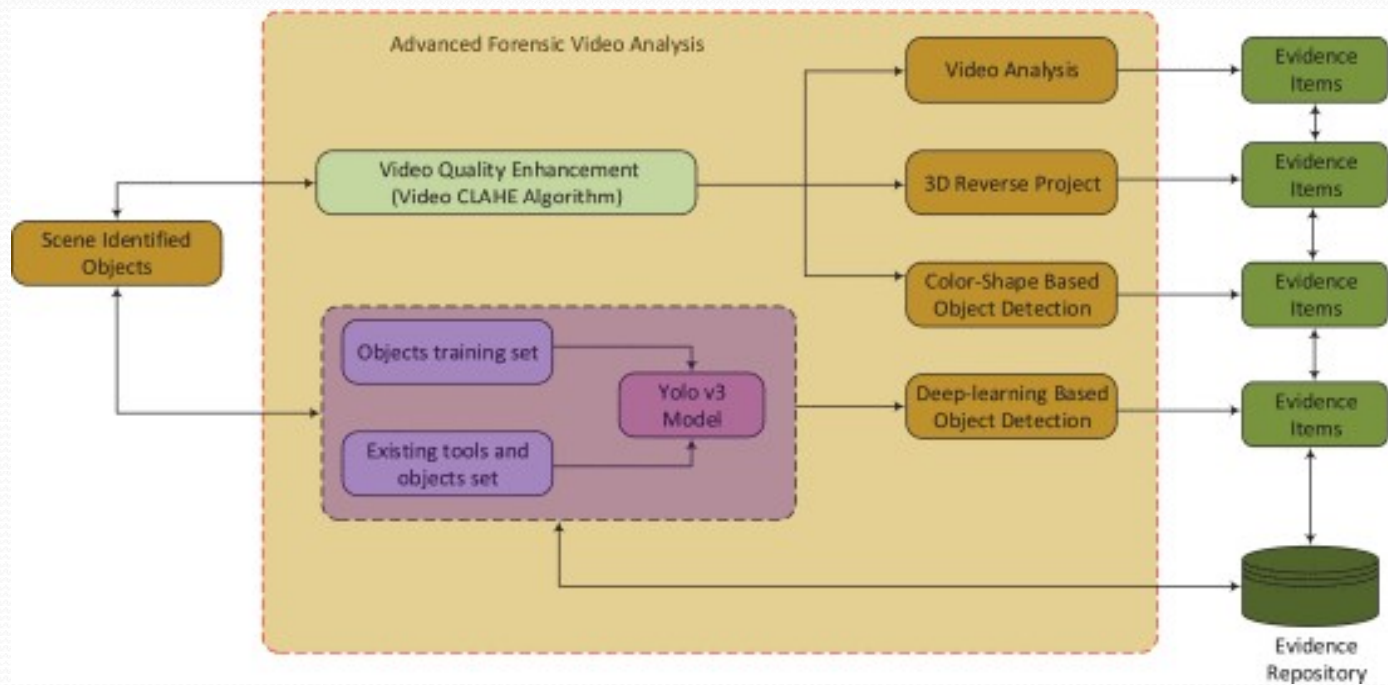 Advanced Forensic Video Analysis
Video Analysis
Evidence
Items
Video Quality Enhancement
(Video CLAHE Algorithm)
3D Reverse Project
Evidence
Items
Scene Identified
Objects
Color-Shape Based
Object Detection
Evidence
Items
Objects training set
Yolo v3
Model
Existing tools and
objects set
Deep-learning Based
Object Detection
Evidence
Items
Evidence
Repository